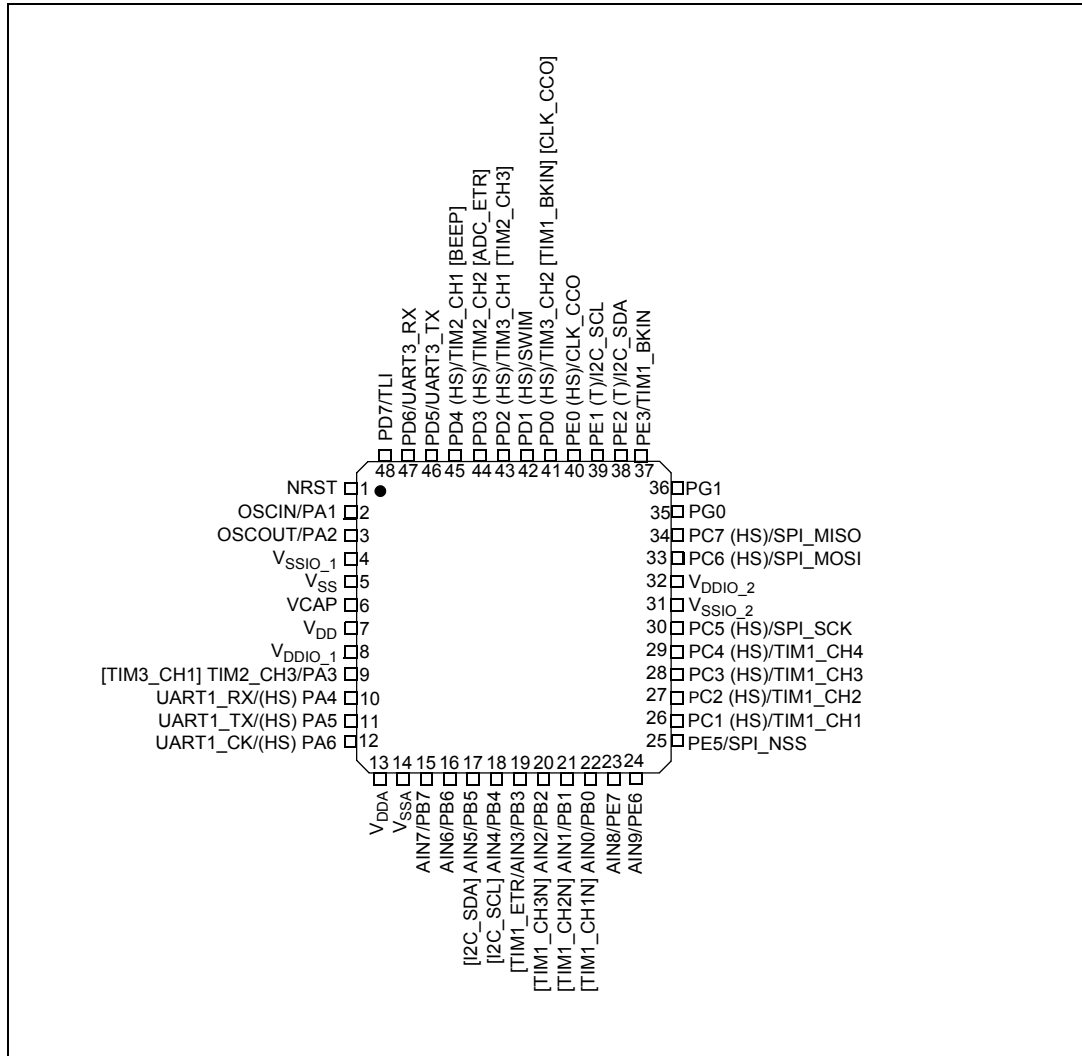 PD7/TLI
PD6/UART3_RX
PD5/UART3_TX
PD4 (HS)/TIM2_CH1 [BEEP]
PD3 (HS)/TIM2_CH2 [ADC_ETR]
PD2 (HS)/TIM3_CH1 [TIM2_CH3]
PD1 (HS)/SWIM
PD0 (HS)/TIM3_CH2 [TIM1_BKIN] [CLK_CCO]
PE0 (HS)/CLK_CCO
PE1 (T)/I2C_SCL
PE2 (T)/I2C_SDA
PE3/TIM1_BKIN
48 47 46 45 44 43 42 41 40 39 38 37
NRST 1
OSCIN/PA1 2
OSCOUT/PA2 3
VSSIO_1 4
VSS 5
VCAP 6
VDD 7
VDDIO_1 8
[TIM3_CH1] TIM2_CH3/PA3 9
UART1_RX/(HS) PA4 10
UART1_TX/(HS) PA5 11
UART1_CK/(HS) PA6 12
36 PG1
35 PG0
34 PC7 (HS)/SPI_MISO
33 PC6 (HS)/SPI_MOSI
32 VDDIO_2
31 VSSIO_2
30 PC5 (HS)/SPI_SCK
29 PC4 (HS)/TIM1_CH4
28 PC3 (HS)/TIM1_CH3
27 PC2 (HS)/TIM1_CH2
26 PC1 (HS)/TIM1_CH1
25 PE5/SPI_NSS
13 14 15 16 17 18 19 20 21 22 23 24
VDDA
VSSA
AIN7/PB7
AIN6/PB6
[I2C_SDA] AIN5/PB5
[I2C_SCL] AIN4/PB4
[TIM1_ETR/AIN3/PB3
[TIM1_CH3N] AIN2/PB2
[TIM1_CH2N] AIN1/PB1
[TIM1_CH1N] AIN0/PB0
AIN8/PE7
AIN9/PE6